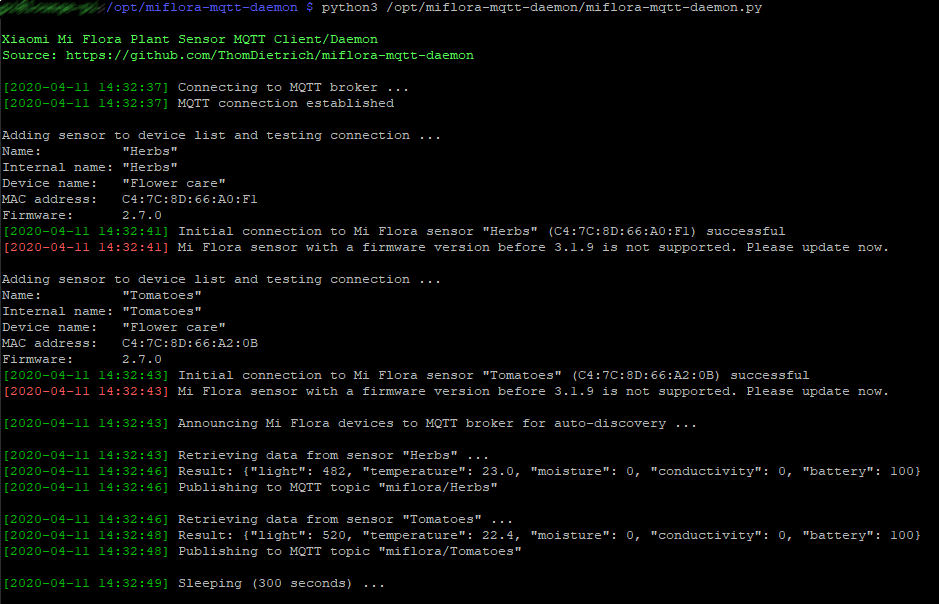 /opt/miflora-mqtt-daemon $ python3 /opt/miflora-mqtt-daemon/miflora-mqtt-daemon.py
Xiaomi Mi Flora Plant Sensor MQTT Client/Daemon
Source: https://github.com/ThomDietrich/miflora-mqtt-daemon
[2020-04-11 14:32:37] Connecting to MQTT broker ...
[2020-04-11 14:32:37] MQTT connection established
Adding sensor to device list and testing connection ...
Name:          "Herbs"
Internal name: "Herbs"
Device name:   "Flower care"
MAC address:   C4:7C:8D:66:A0:F1
Firmware:      2.7.0
[2020-04-11 14:32:41] Initial connection to Mi Flora sensor "Herbs" (C4:7C:8D:66:A0:F1) successful
[2020-04-11 14:32:41] Mi Flora sensor with a firmware version before 3.1.9 is not supported. Please update now.
Adding sensor to device list and testing connection ...
Name:          "Tomatoes"
Internal name: "Tomatoes"
Device name:   "Flower care"
MAC address:   C4:7C:8D:66:A2:0B
Firmware:      2.7.0
[2020-04-11 14:32:43] Initial connection to Mi Flora sensor "Tomatoes" (C4:7C:8D:66:A2:0B) successful
[2020-04-11 14:32:43] Mi Flora sensor with a firmware version before 3.1.9 is not supported. Please update now.
[2020-04-11 14:32:43] Announcing Mi Flora devices to MQTT broker for auto-discovery ...
[2020-04-11 14:32:43] Retrieving data from sensor "Herbs" ...
[2020-04-11 14:32:46] Result: {"light": 482, "temperature": 23.0, "moisture": 0, "conductivity": 0, "battery": 100}
[2020-04-11 14:32:46] Publishing to MQTT topic "miflora/Herbs"
[2020-04-11 14:32:46] Retrieving data from sensor "Tomatoes" ...
[2020-04-11 14:32:48] Result: {"light": 520, "temperature": 22.4, "moisture": 0, "conductivity": 0, "battery": 100}
[2020-04-11 14:32:48] Publishing to MQTT topic "miflora/Tomatoes"
[2020-04-11 14:32:49] Sleeping (300 seconds) ...